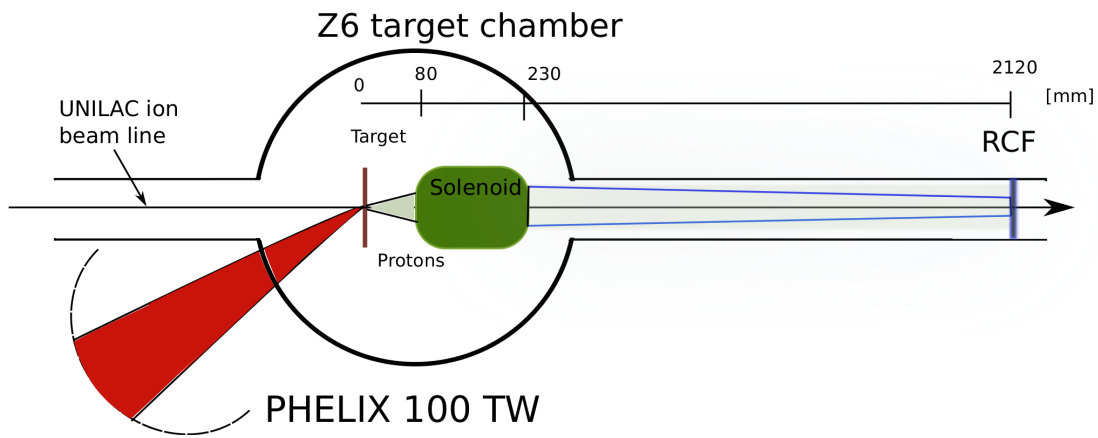 Z6 target chamber
0
80
230
2120
[mm]
UNILAC ion
beam line
Target
RCF
Solenoid
Protons
PHELIX 100 TW